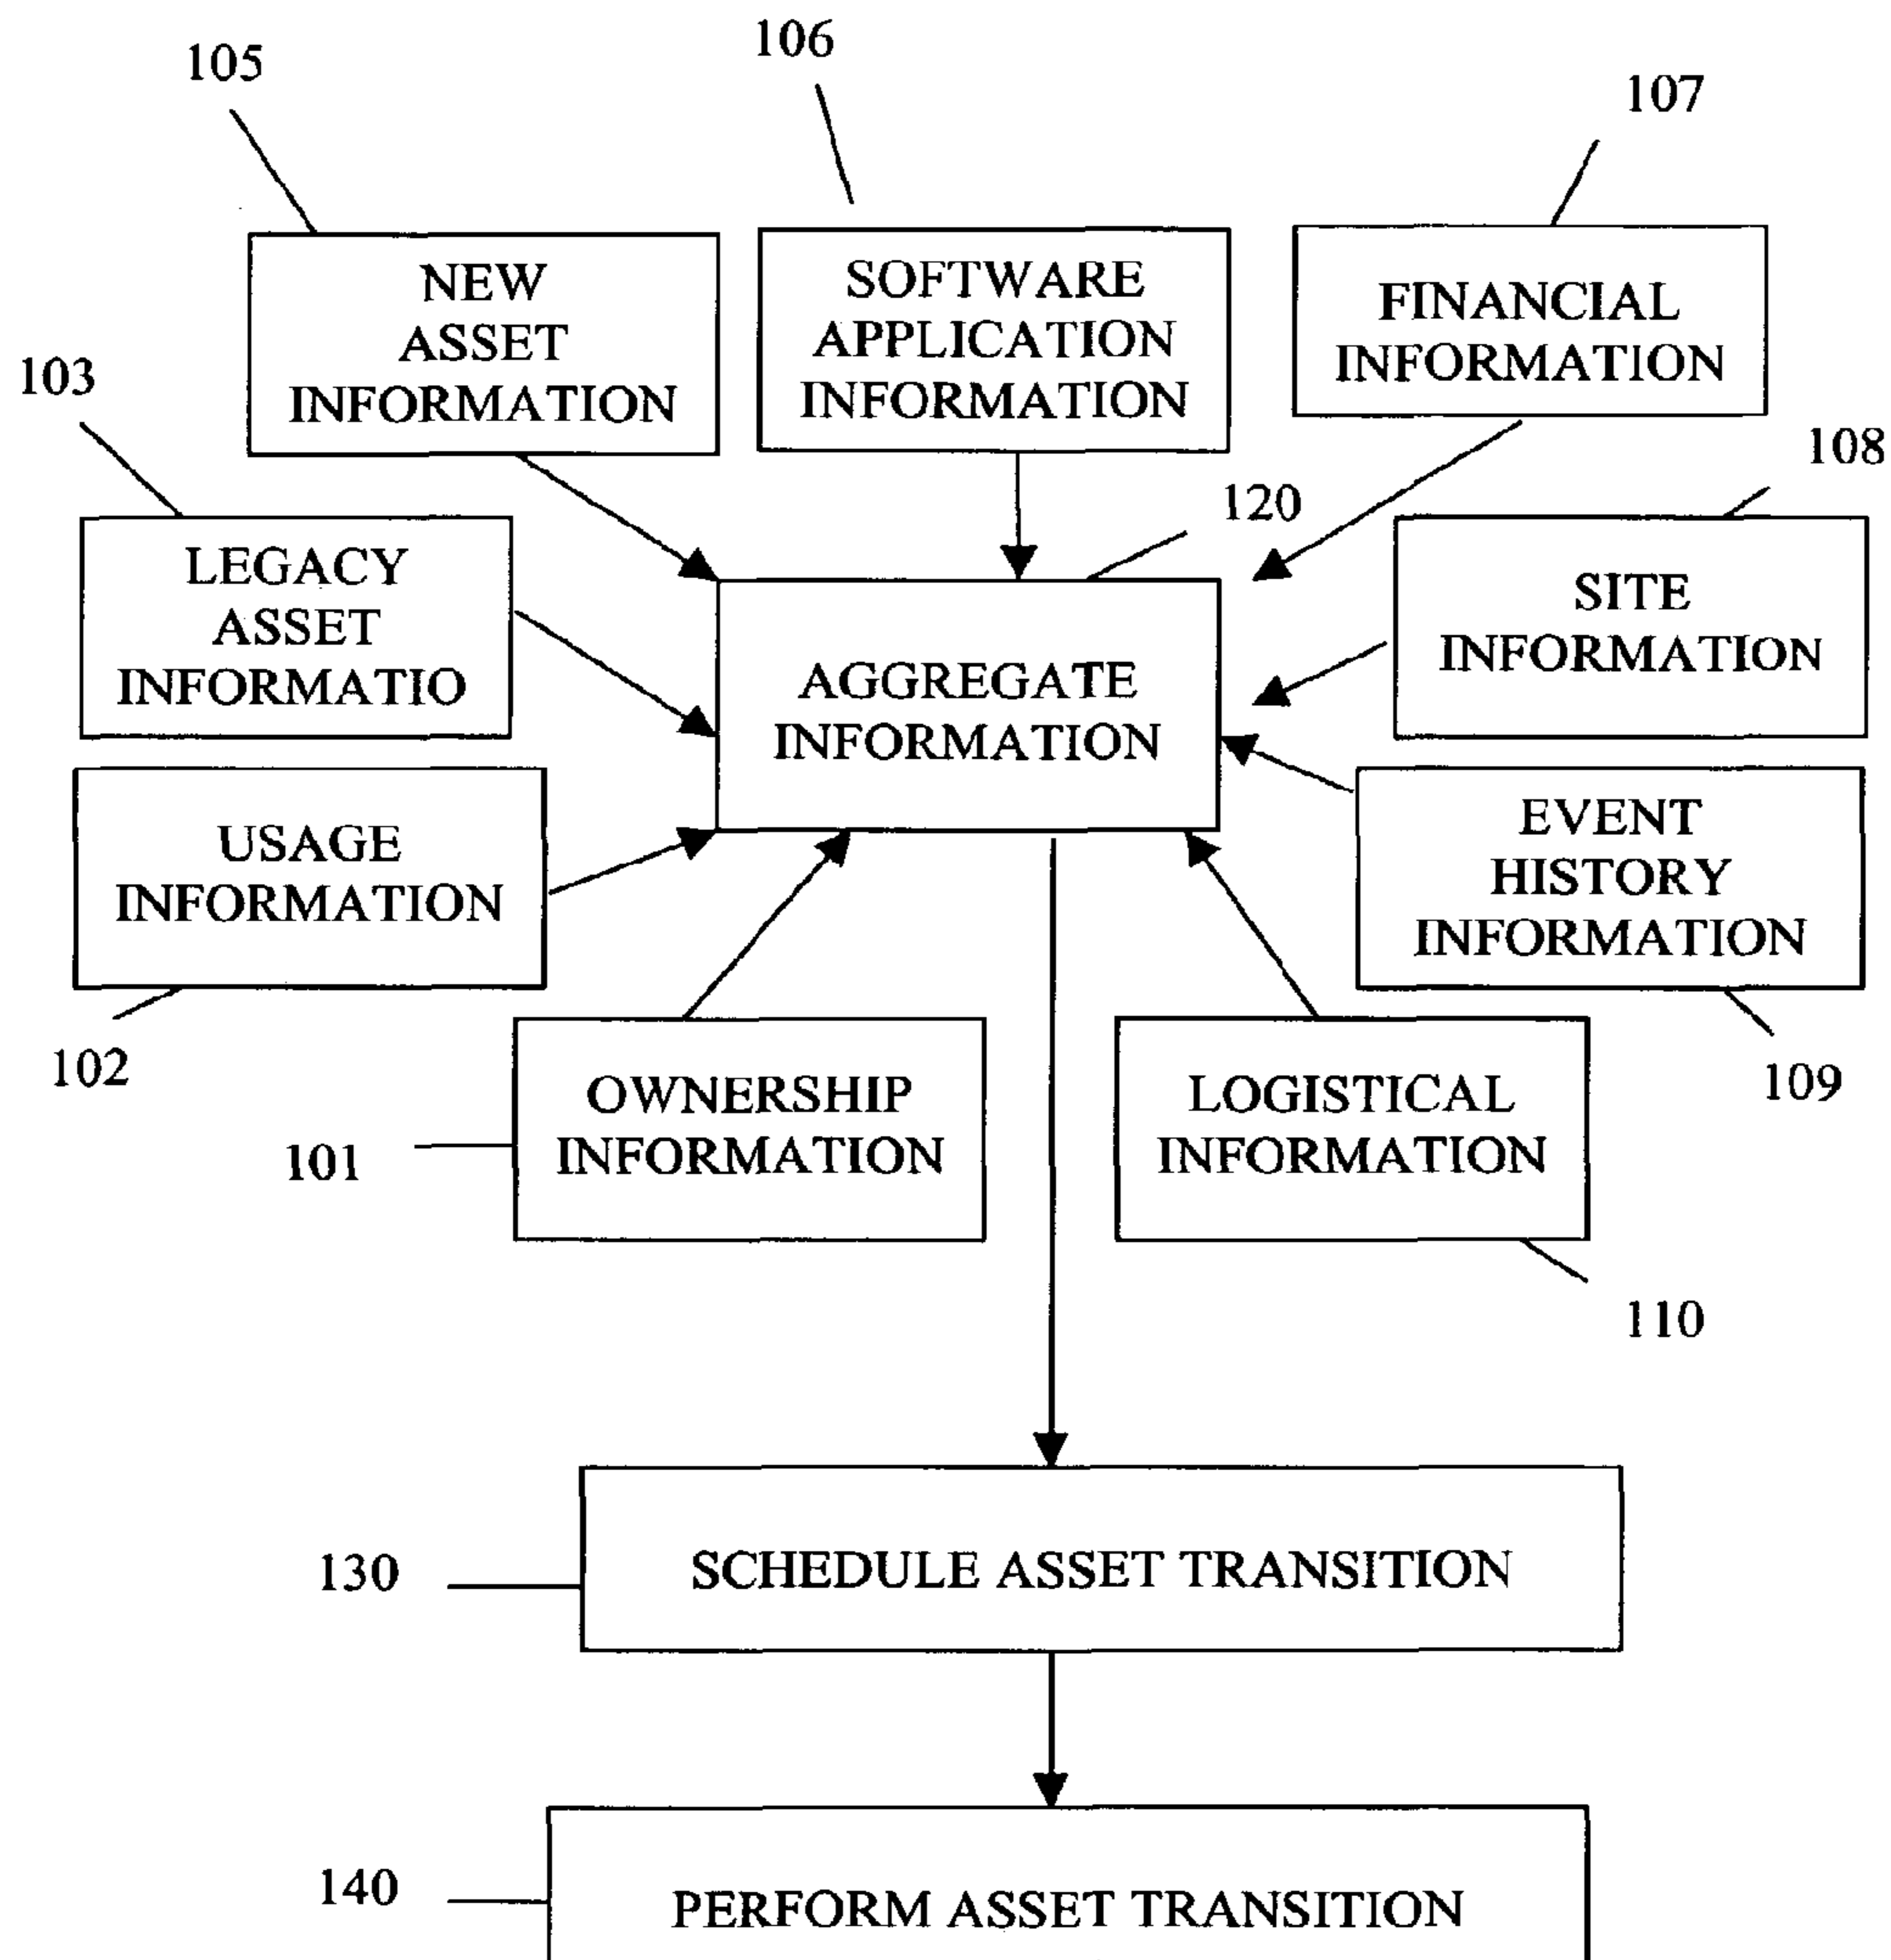 106
105
107
NEW
ASSET
INFORMATION
SOFTWARE
APPLICATION
INFORMATION
FINANCIAL
INFORMATION
103
108
120
LEGACY
ASSET
INFORMATIO
AGGREGATE
INFORMATION
SITE
INFORMATION
USAGE
INFORMATION
EVENT
HISTORY
INFORMATION
102
109
OWNERSHIP
INFORMATION
LOGISTICAL
INFORMATION
101
110
130
SCHEDULE ASSET TRANSITION
140
PERFORM ASSET TRANSITION